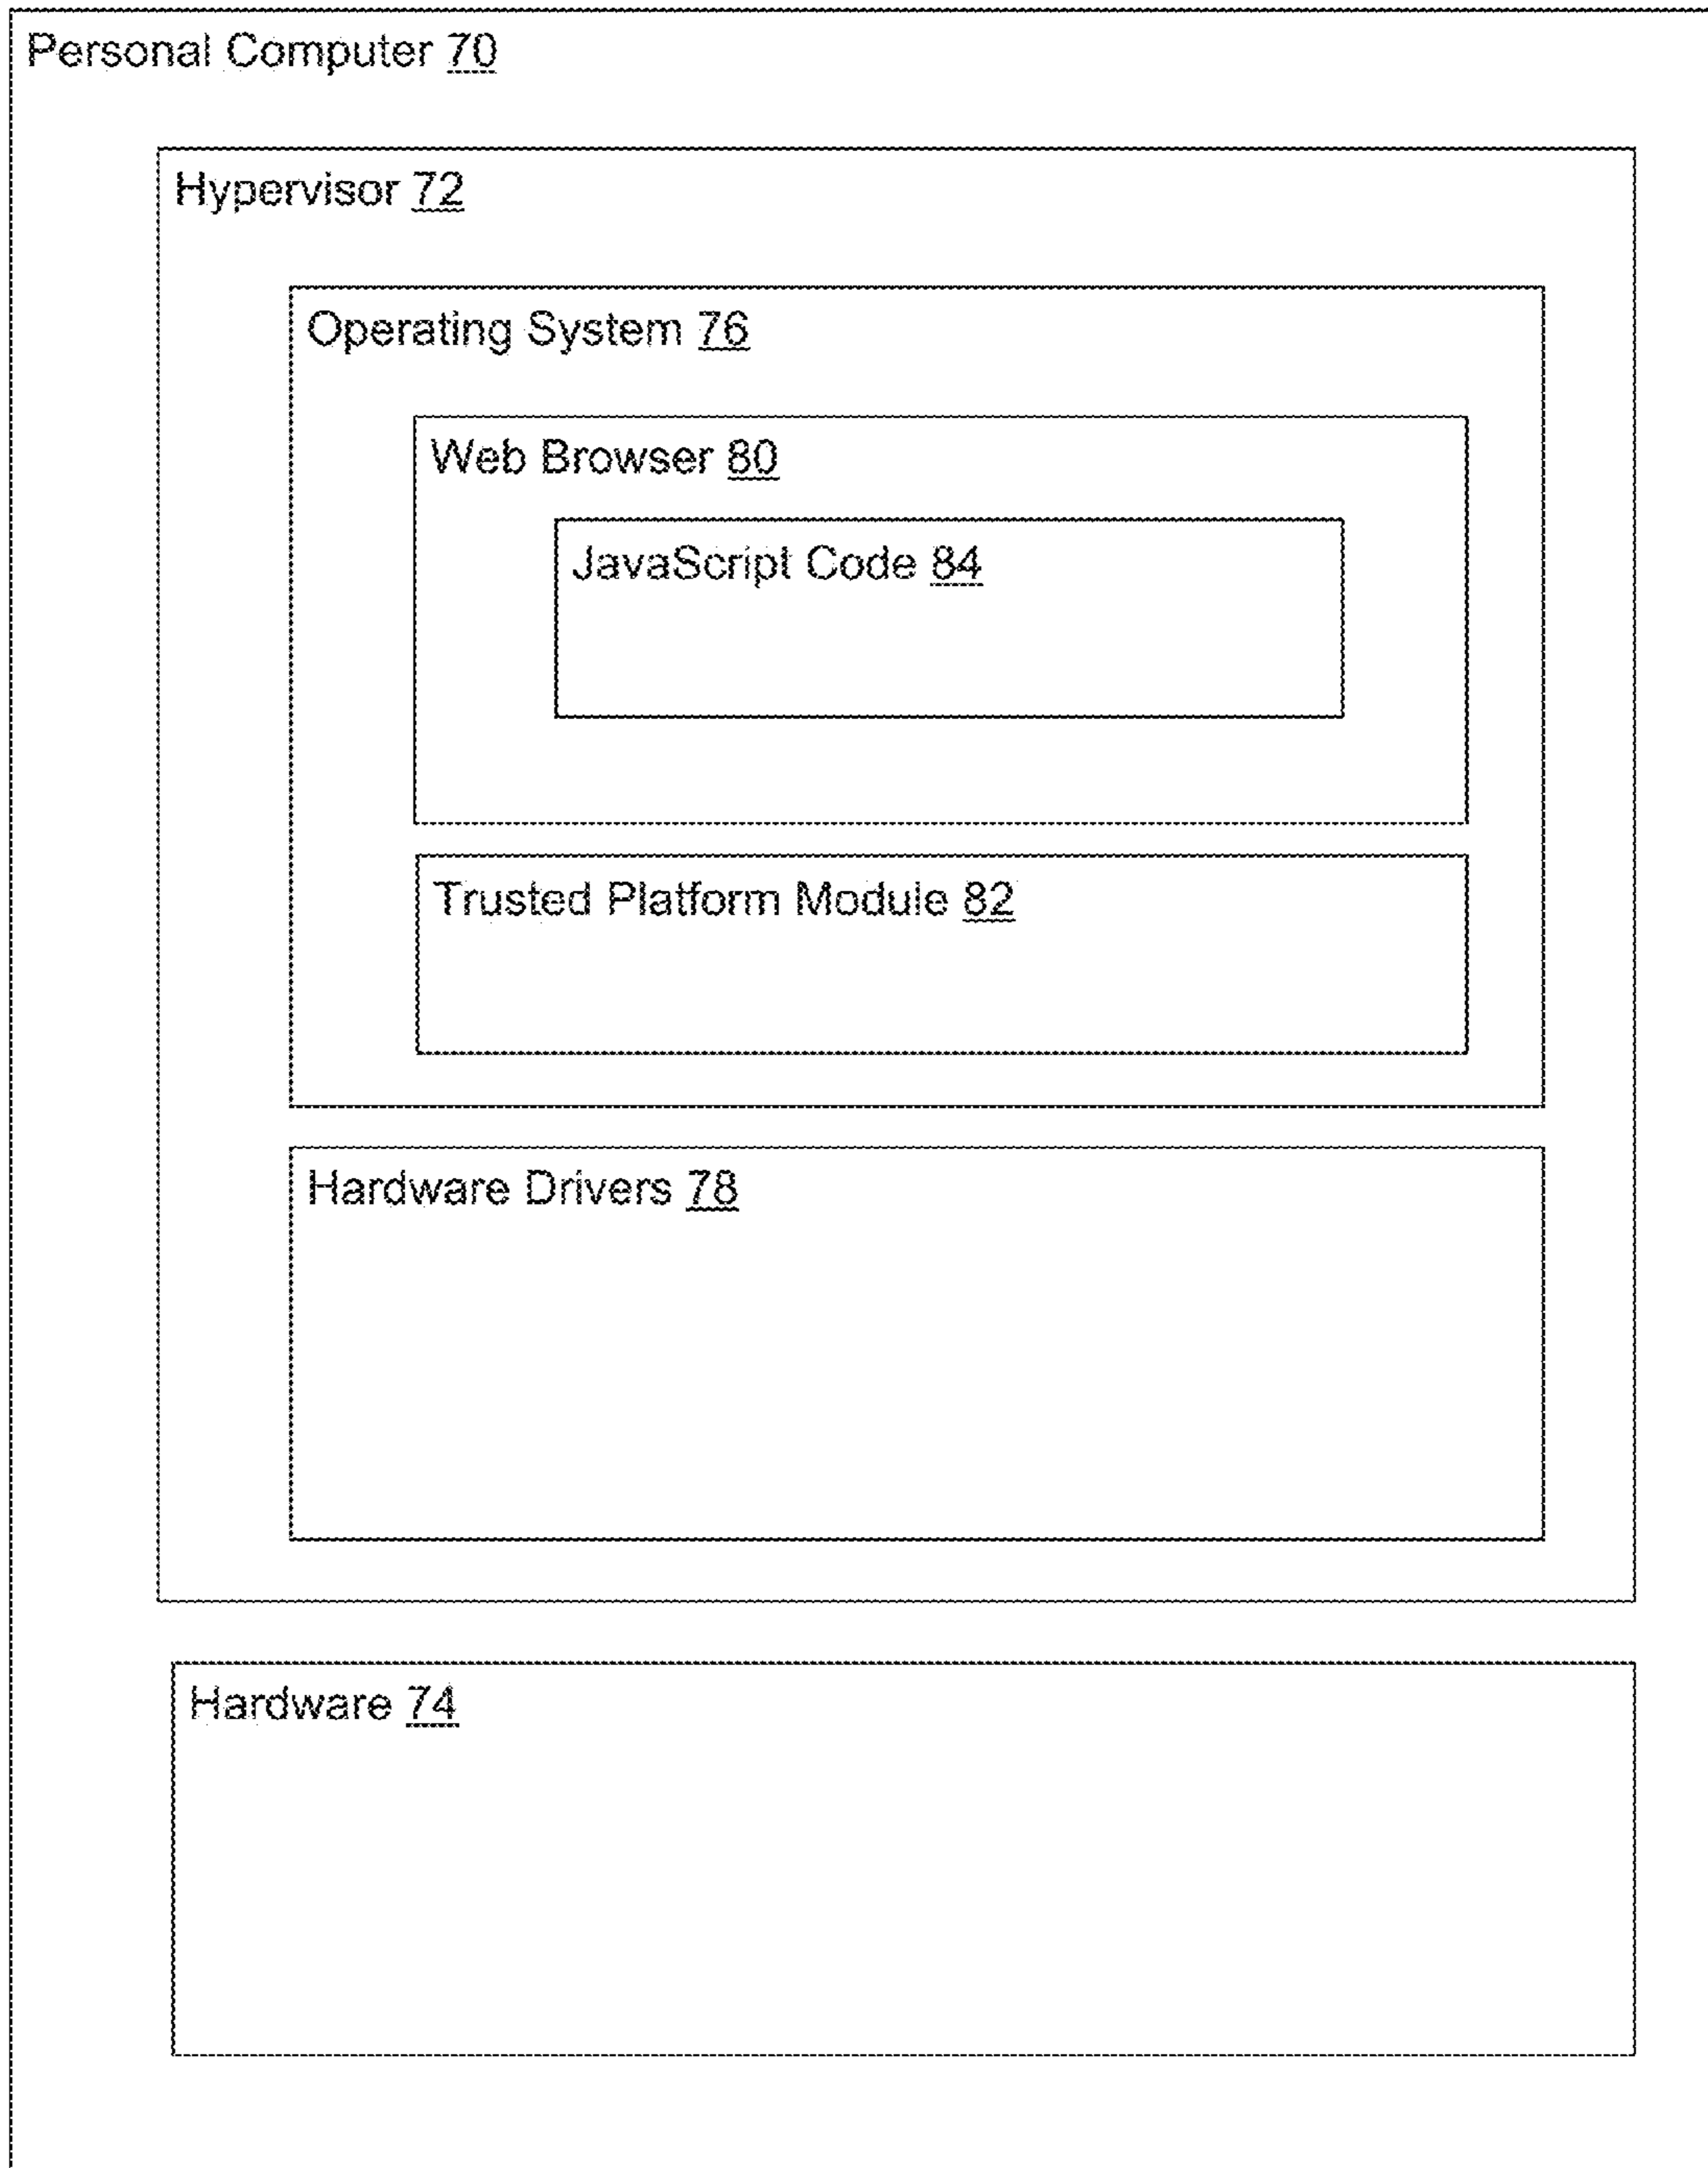 Personal Computer 70
Hypervisor 72
Operating System 76
Web Browser 80
JavaScript Code 84
Trusted Platform Module 82
Hardware Drivers 78
Hardware 74